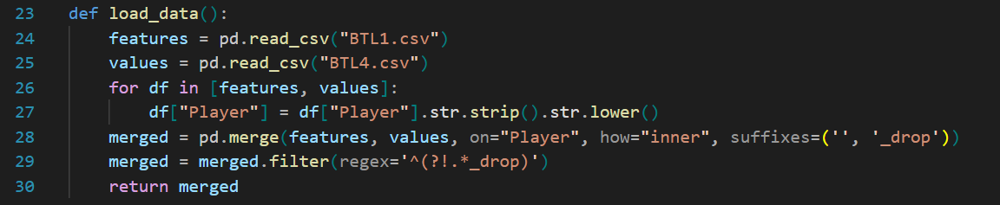 23 def load_data():
24     features = pd.read_csv("BTL1.csv")
25     values = pd.read_csv("BTL4.csv")
26     for df in [features, values]:
27         df["Player"] = df["Player"].str.strip().str.lower()
28     merged = pd.merge(features, values, on="Player", how="inner", suffixes=('', '_drop'))
29     merged = merged.filter(regex='^(?!.*_drop)')
30     return merged